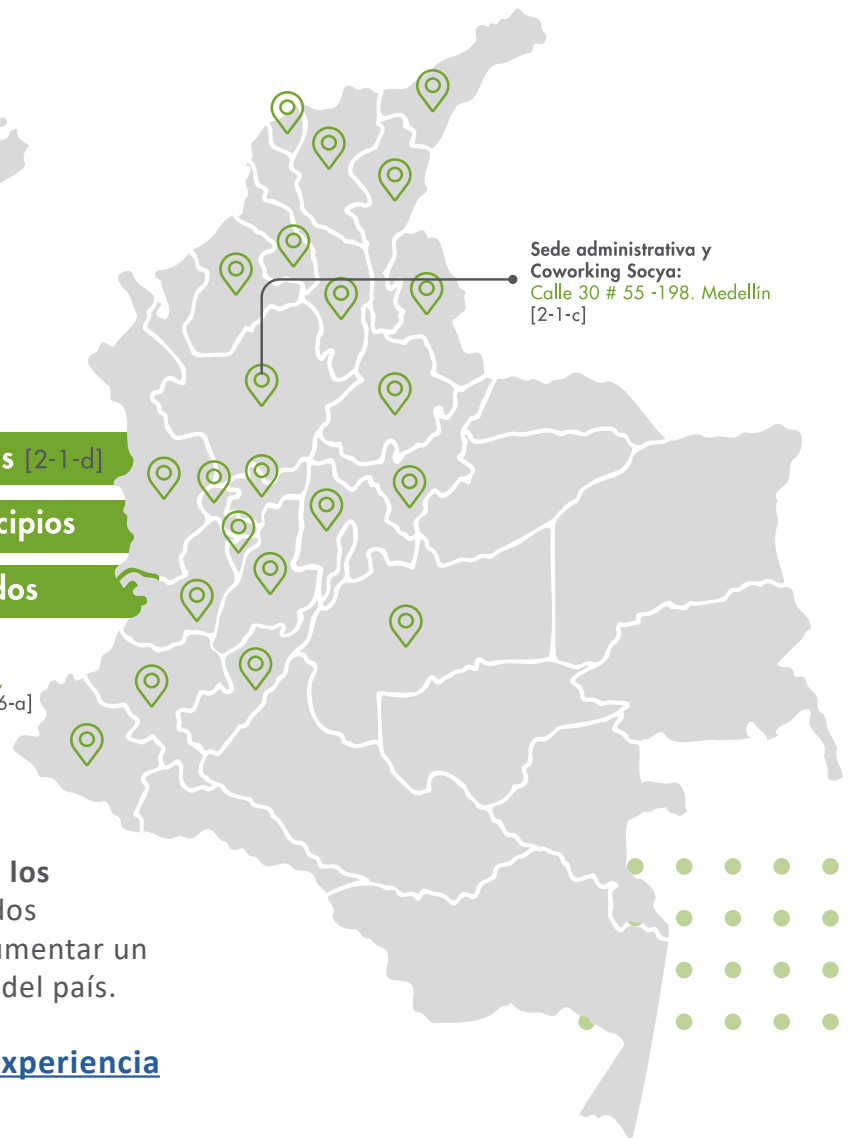 Sede administrativa y
Coworking Socya:
Calle 30 # 55 -198. Medellín
[2-1-c]
s [2-1-d]
cipios
dos
6-a]
los
dos
umentar un
del país.
xperiencia